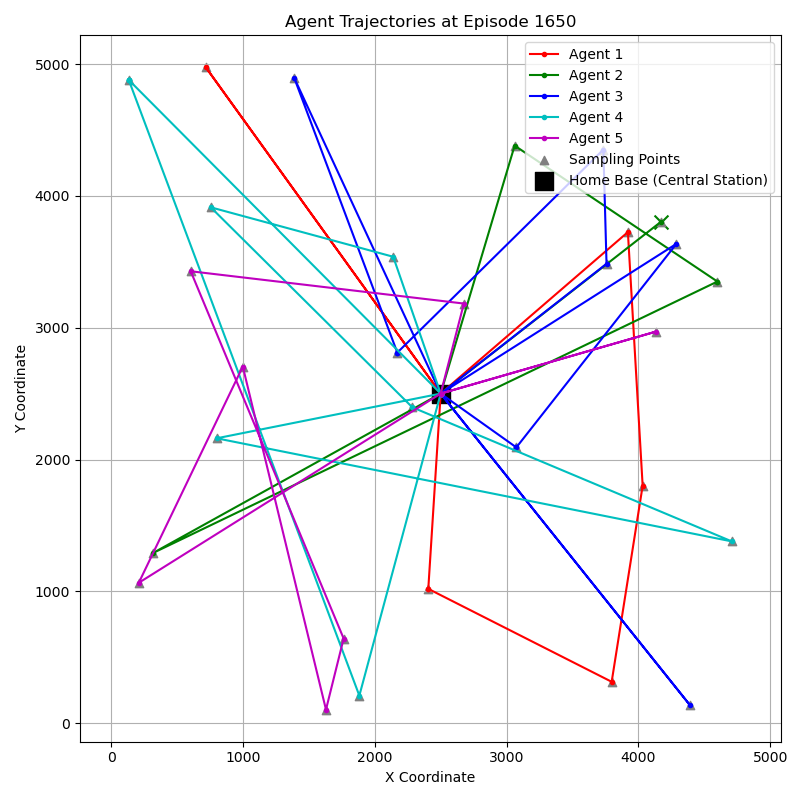 Agent Trajectories at Episode 1650
Agent 1
Agent 2
Agent 3
Agent 4
Agent 5
Sampling Points
Home Base (Central Station)
Y Coordinate
5000
4000
3000
2000
1000
0
0 1000 2000 3000 4000 5000
X Coordinate